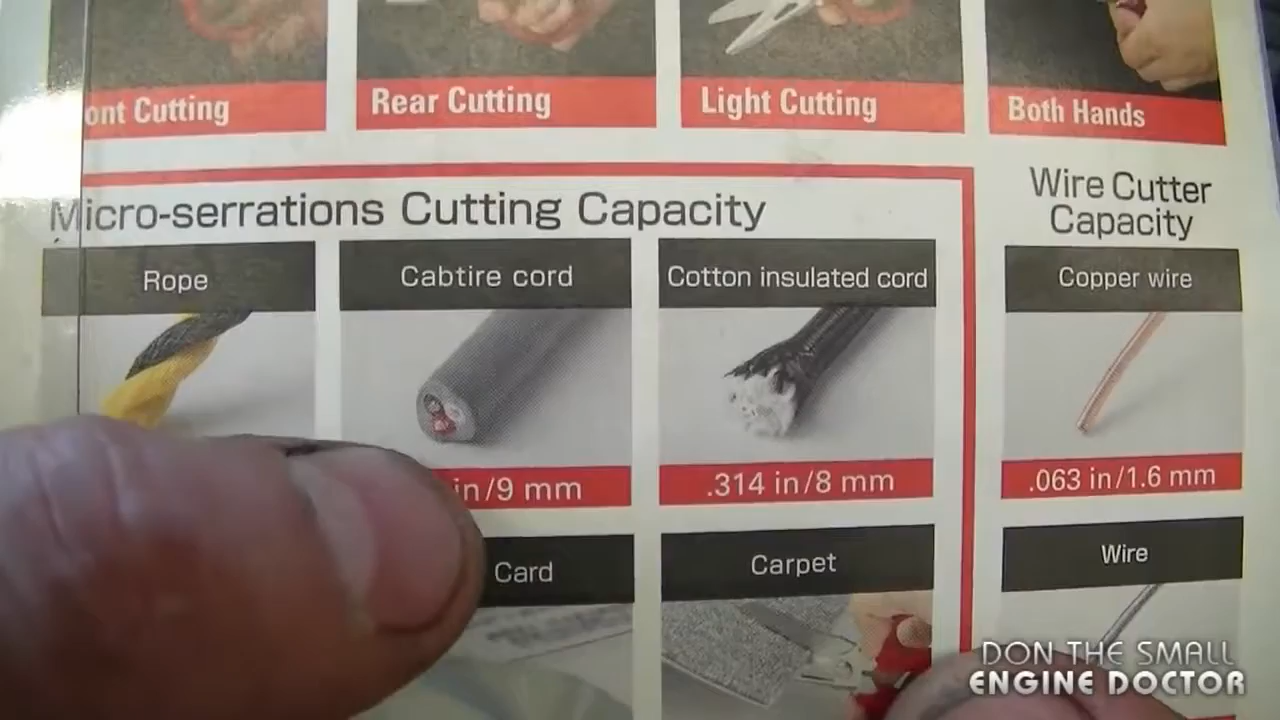 ont Cutting
Rear Cutting
Light Cutting
Both Hands
Micro-serrations Cutting Capacity
Wire Cutter
Capacity
Rope
Cabtire cord
Cotton insulated cord
Copper wire
in/9 mm
.314 in/8 mm
.063 in/1.6 mm
Card
Carpet
Wire
DON THE SMALL
ENGINE DOCTOR